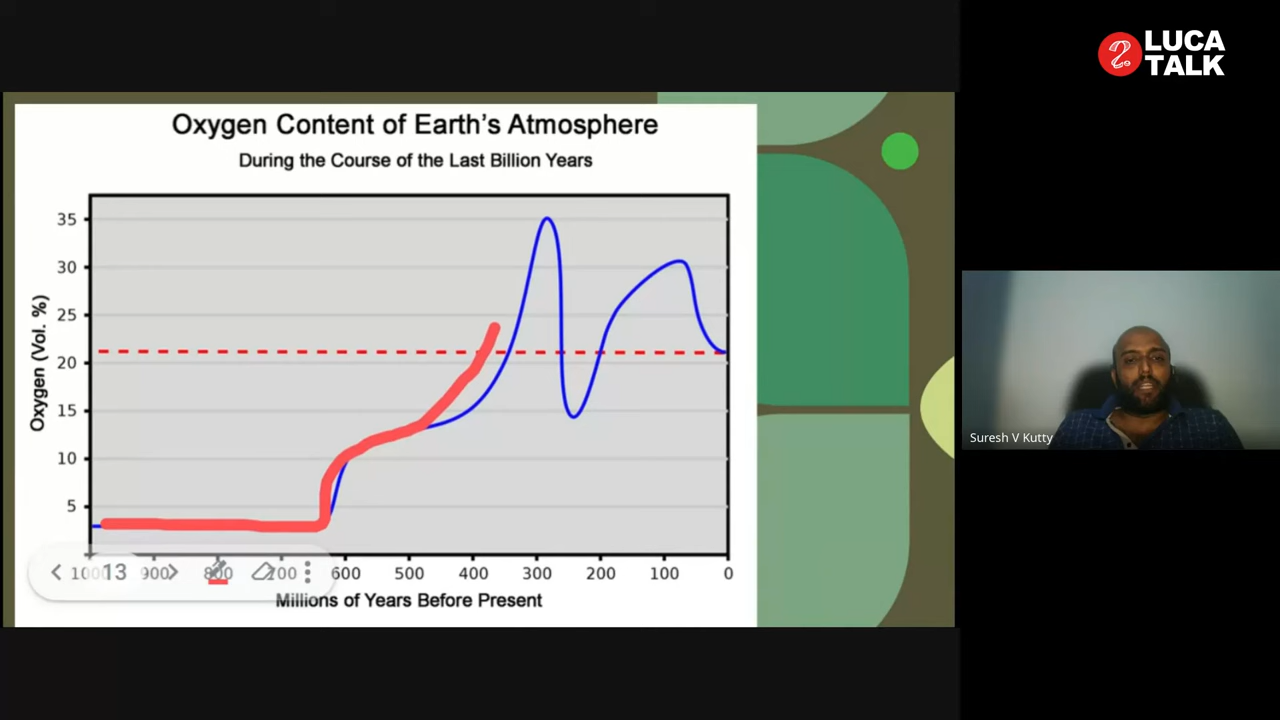 LUCA
TALK
Oxygen Content of Earth's Atmosphere
During the Course of the Last Billion Years
Oxygen (Vol. %)
35
30
25
20
15
10
5
1000 900 800 700 600 500 400 300 200 100 0
13
Millions of Years Before Present
Suresh V Kutty